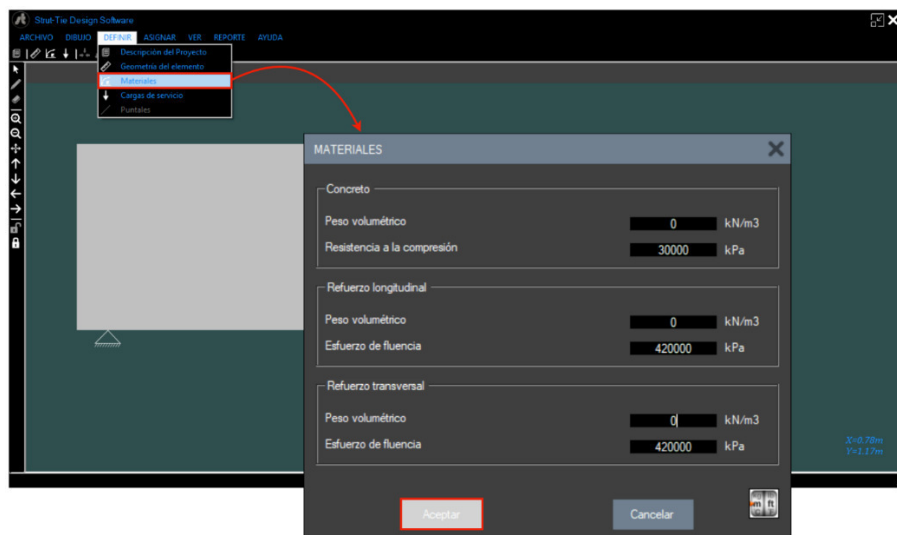 Strut-Tie Design Software
ARCHIVO DIBUJO DEFINIR ASIGNAR VER REPORTE AYUDA
Descripción del Proyecto
Geometría del elemento
Materiales
Cargas de servicio
Puntales
MATERIALES
Concreto
Peso volumétrico 0 kN/m3
Resistencia a la compresión 30000 kPa
Refuerzo longitudinal
Peso volumétrico 0 kN/m3
Esfuerzo de fluencia 420000 kPa
Refuerzo transversal
Peso volumétrico 0 kN/m3
Esfuerzo de fluencia 420000 kPa
X=0.78m
Y=1.17m
Aceptar Cancelar
m ft